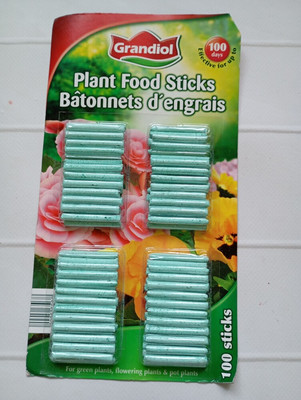 Grandiol
100
days
Effective for up to
Plant Food Sticks
Bâtonnets d'engrais
For green plants, flowering plants & pot plants
100 sticks